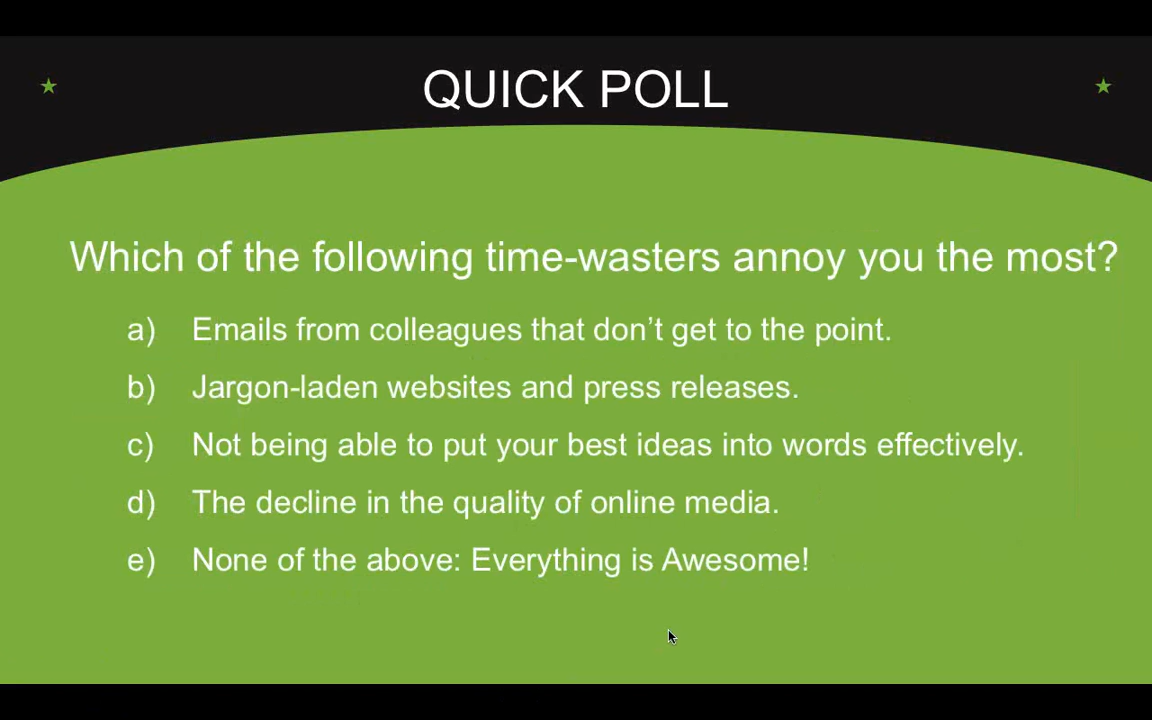 QUICK POLL
Which of the following time-wasters annoy you the most?
a) Emails from colleagues that don’t get to the point.
b) Jargon-laden websites and press releases.
c) Not being able to put your best ideas into words effectively.
d) The decline in the quality of online media.
e) None of the above: Everything is Awesome!